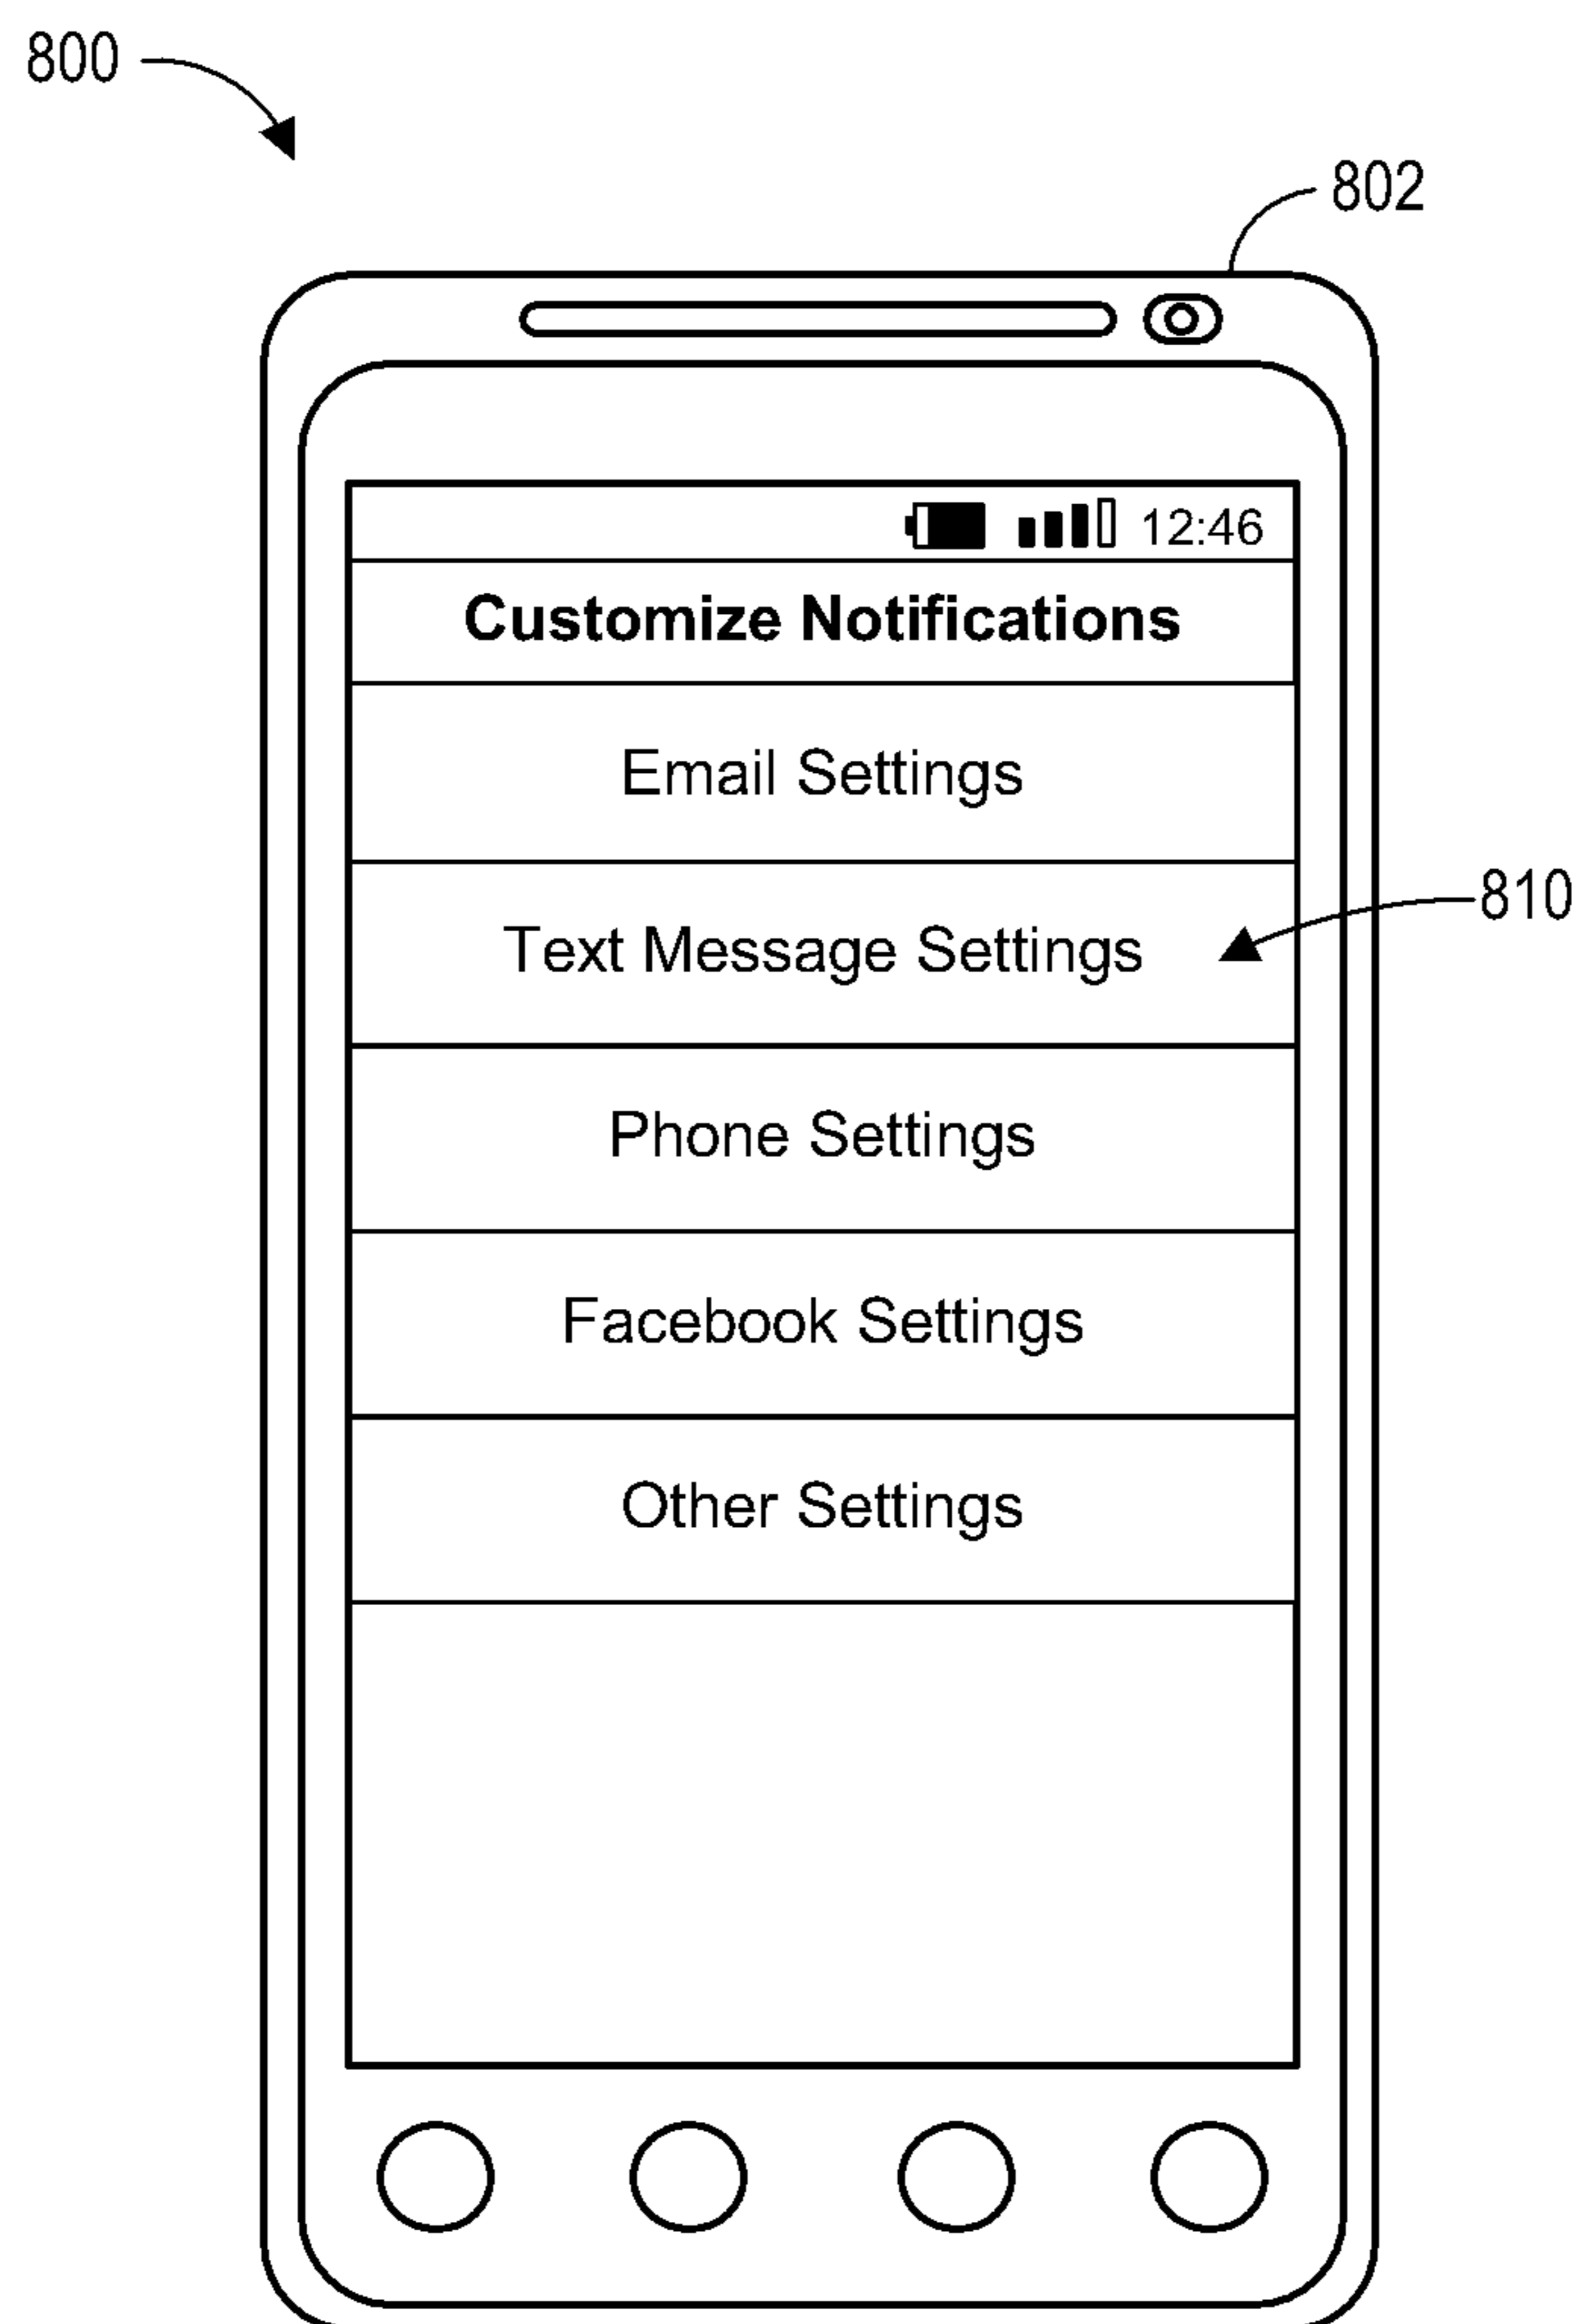 800
802
12:46
Customize Notifications
Email Settings
810
Text Message Settings
Phone Settings
Facebook Settings
Other Settings